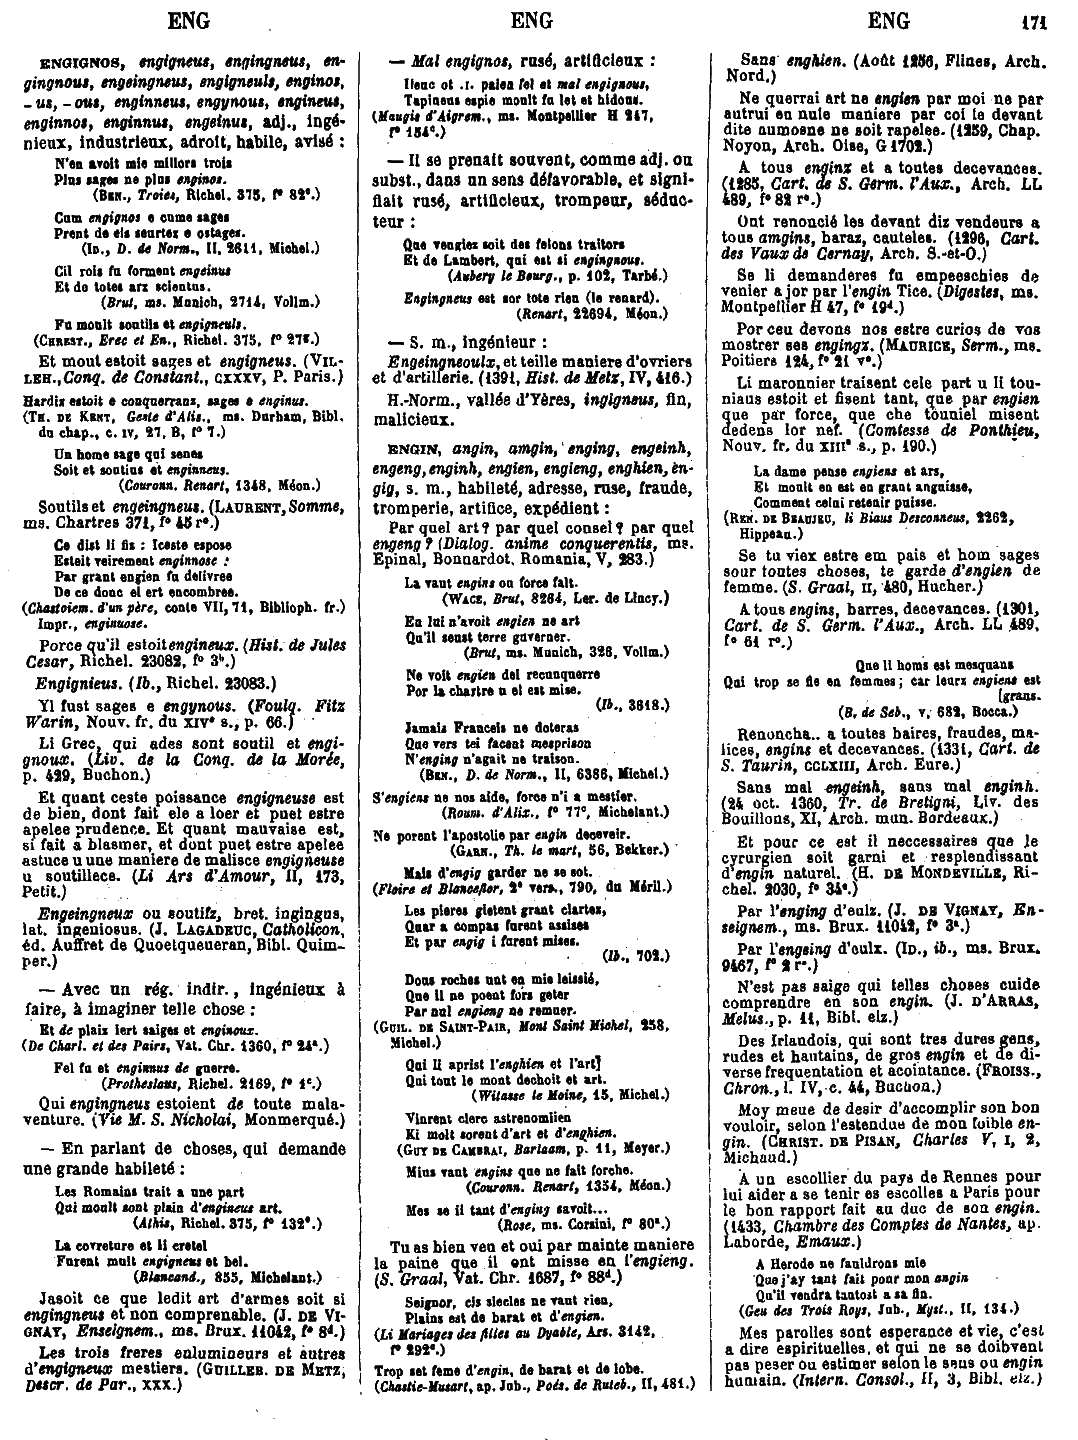 ENG
ENG
ENG 171
ENGIGNOS, engigneus, engingneus, en-
gingnous, engeingneus, engigneuls, enginos,
-us, -ous, enginneus, engynous, engineus,
enginnos, enginnus, engeinus, adj., ingé-
nieux, industrieux, adroit, habile, avisé :
N'en avoit mie millors trois
Plus sages ne plus enginos.
(BEN., Troies, Richel. 375, f° 82e.)
Cum engignos e cume sages
Prent de els seurtez e ostages.
(ID., D. de Norm., II, 2611, Michel.)
Cil rois fu forment engeinus
Et de totes arz scientus.
(Brut, ms. Munich, 2714, Vollm.)
Fu moult soutils et engigneuls.
(CHREST., Erec et En., Richel. 375, f° 27f.)
Et mout estoit sages et engigneus. (VIL-
LEH., Conq. de Constant., CXXXV, P. Paris.)
Hardiz estoit e conqueranz, sages e enginus.
(TH. DE KENT, Geste d'Alis., ms. Durham, Bibl.
du chap., c. IV, 27, B, f° 7.)
Un home sage qui senés
Soit et soutius et enginneus.
(Couronn. Renart, 1348, Méon.)
Soutils et engeingneus. (LAURENT, Somme,
ms. Chartres 371, f° 45 r°.)
Ce dist li fiz : Iceste espose
Esteit veirement enginnose :
Par grant engien fu delivree
De ce donc el ert encombree.
(Chastoiem. d'un père, conte VII, 71, Biblioph. fr.)
Impr., enginuose.
Porce qu'il estoit engineux. (Hist. de Jules
Cesar, Richel. 23082, f° 3b.)
Engignieus. (Ib., Richel. 23083.)
Yl fust sages e engynous. (Foulq. Fitz
Warin, Nouv. fr. du XIVe s., p. 66.)
Li Grec, qui ades sont soutil et engi-
gnoux. (Liv. de la Conq. de la Morée,
p. 429, Buchon.)
Et quant ceste poissance engigneuse est
de bien, dont fait ele a loer et puet estre
apelee prudence. Et quant mauvaise est,
si fait a blasmer, et dont puet estre apelee
astuce u une maniere de malisce engigneuse
u soutillece. (Li Ars d'Amour, II, 173,
Petit.)
Engeingneux ou soutifz, bret. ingingus,
lat. ingeniosus. (J. LAGADEUC, Catholicon,
éd. Auffret de Quoetqueueran, Bibl. Quim-
per.)
— Avec un rég. indir., ingénieux à
faire, à imaginer telle chose :
Et de plaiz iert saiges et enginoux.
(De Charl. et des Pairs, Vat. Chr. 1360, f° 24a.)
Fel fu et enginnus de guerre.
(Protheslaus, Richel. 2169, f° 1c.)
Qui engingneus estoient de toute mala-
venture. (Vie M. S. Nicholai, Monmerqué.)
— En parlant de choses, qui demande
une grande habileté :
Les Romains trait a une part
Qui moult sont plain d'engineus art.
(Athis, Richel. 375, f° 132e.)
La covreture et li cretel
Furent mult engigneus et bel.
(Blancand., 855, Michelant.)
Jasoit ce que ledit art d'armes soit si
engingneus et non comprenable. (J. DE VI-
GNAY, Enseignem., ms. Brux. 11042, f° 8d.)
Les trois freres enlumineurs et autres
d'engigneux mestiers. (GUILLEB. DE METZ,
Descr. de Par., XXX.)
— Mal engignos, rusé, artificieux :
Ilenc ot .I. palea fel et mal engignous,
Tapineus espie moult fu let et hidous.
(Maugis d'Aigrem., ms. Montpellier H 247,
f° 154c.)
— Il se prenait souvent, comme adj. ou
subst., dans un sens défavorable, et signi-
fiait rusé, artificieux, trompeur, séduc-
teur :
Que vengiez soit des felons traitors
Et de Lambert, qui est si engingnous.
(Aubery le Bourg., p. 102, Tarbé.)
Engingneus est sor tote rien (le renard).
(Renart, 22694, Méon.)
— S. m., ingénieur :
Engeingneoulx, et teille maniere d'ovriers
et d'artillerie. (1391, Hist. de Metz, IV, 416.)
H.-Norm., vallée d'Yères, ingigneus, fin,
malicieux.
ENGIN, angin, amgin, enging, engeinh,
engeng, enginh, engien, engieng, enghien, en-
gig, s. m., habileté, adresse, ruse, fraude,
tromperie, artifice, expédient :
Par quel art? par quel consel? par quel
engeng? (Dialog. anime conquerentis, ms.
Epinal, Bonnardot, Romania, V, 283.)
La vaut engins ou force falt.
(WACE, Brut, 8264, Ler. de Lincy.)
En lui n'avoit engien ne art
Qu'il seust terre guverner.
(Brut, ms. Munich, 326, Vollm.)
Ne voit engien del recunquerre
Por la chartre u el est mise.
(Ib., 3618.)
Jamais Franceis ne doteras
Que vers tei facent mesprison
N'enging n'agait ne traison.
(BEN., D. de Norm., II, 6386, Michel.)
S'engiens ne nos aide, force n'i a mestier.
(Roum. d'Alix., f° 77c, Michelant.)
Ne porent l'apostolie par engin deceveir.
(GARN., Th. le mart, 56, Bekker.)
Mais d'engig garder ne se sot.
(Floire et Blanceflor, 2e vers., 790, du Méril.)
Les pieres gietent grant clartez,
Quar a compas furent assises
Et par engig i furent mises.
(Ib., 702.)
Dous roches unt en mie leissié,
Que il ne poent fors geter
Par nul engieng ne remuer.
(GUIL. DE SAINT-PAIR, Mont Saint Michel, 258,
Michel.)
Qui li aprist l'enghien et l'art]
Qui tout le mont dechoit et art.
(Witasse le Moine, 15, Michel.)
Vinrent clerc astrenomiien
Ki molt sorent d'art et d'enghien.
(GUY DE CAMBRAI, Barlaam, p. 11, Meyer.)
Mius vaut engins que ne fait forche.
(Couronn. Renart, 1354, Méon.)
Mes se il tant d'enging savoit...
(Rose, ms. Corsini, f° 80a.)
Tu as bien veu et oui par mainte maniere
la paine que il ont misse en l'engieng.
(S. Graal, Vat. Chr. 1687, f° 88d.)
Seignor, cis siecles ne vaut rien,
Plains est de barat et d'engien.
(Li Mariages des filles au Dyable, Ars. 3142,
f° 292a.)
Trop set feme d'engin, de barat et de lobe.
(Chastie-Musart, ap. Jub., Poés. de Ruteb., II, 481.)
Sans enghien. (Août 1256, Flines, Arch.
Nord.)
Ne querrai art ne engien par moi ne par
autrui en nule maniere par coi le devant
dite aumosne ne soit rapelee. (1259, Chap.
Noyon, Arch. Oise, G 1702.)
A tous enginz et a toutes decevances.
(1285, Cart. de S. Germ. l'Aux., Arch. LL
489, f° 82 r°.)
Ont renoncié les devant diz vendeurs a
tous amgins, baraz, cauteles. (1296, Cart.
des Vaux de Cernay, Arch. S.-et-O.)
Se li demanderes fu empeeschies de
venier a jor par l'engin Tice. (Digestes, ms.
Montpellier H 47, f° 19d.)
Por ceu devons nos estre curios de vos
mostrer ses engingz. (MAURICE, Serm., ms.
Poitiers 124, f° 21 v°.)
Li maronnier traisent cele part u li tou-
niaus estoit et fisent tant, que par engien
que par force, que che touniel misent
dedens lor nef. (Comtesse de Ponthieu,
Nouv. fr. du XIIIe s., p. 190.)
La dame pense engiens et ars,
Et moult en est en grant anguisse,
Comment celui retenir puisse.
(REN. DE BEAUJEU, li Biaus Desconneus, 2262,
Hippeau.)
Se tu viex estre em pais et hom sages
sour toutes choses, te garde d'engien de
femme. (S. Graal, II, 480, Hucher.)
A tous engins, barres, decevances. (1301,
Cart. de S. Germ. l'Aux., Arch. LL 489,
f° 61 r°.)
Que li homs est mesquans
Qui trop se fie en femmes ; car leurs engiens est
[grans.
(B. de Seb., V, 682, Bocca.)
Renoncha.. a toutes baires, fraudes, ma-
lices, engins et decevances. (1331, Cart. de
S. Taurin, CCLXIII, Arch. Eure.)
Sans mal engeinh, sans mal enginh.
(24 oct. 1360, Tr. de Bretigni, Liv. des
Bouillons, XI, Arch. mun. Bordeaux.)
Et pour ce est il neccessaires que le
cyrurgien soit garni et resplendissant
d'engin naturel. (H. DE MONDEVILLE, Ri-
chel. 2030, f° 34a.)
Par l'enging d'eulz. (J. DE VIGNAY, En-
seignem., ms. Brux. 11042, f° 3a.)
Par l'engeing d'eulx. (ID., ib., ms. Brux.
9467, f° 2 r°.)
N'est pas saige qui telles choses cuide
comprendre en son engin. (J. D'ARRAS,
Melus., p. 11, Bibl. elz.)
Des Irlandois, qui sont tres dures gens,
rudes et hautains, de gros engin et de di-
verse frequentation et acointance. (FROISS.,
Chron., l. IV, c. 44, Buchon.)
Moy meue de desir d'accomplir son bon
vouloir, selon l'estendue de mon foible en-
gin. (CHRIST. DE PISAN, Charles V, I, 2,
Michaud.)
A un escollier du pays de Rennes pour
lui aider a se tenir es escolles a Paris pour
le bon rapport fait au duc de son engin.
(1433, Chambre des Comptes de Nantes, ap.
Laborde, Emaux.)
A Herode ne fauldrons mie
Que j'ay tant fait pour mon angin
Qu'il vendra tantost a sa fin.
(Geu des Trois Roys, Jub., Myst., II, 134.)
Mes parolles sont esperance et vie, c'est
a dire espirituelles, et qui ne se doibvent
pas peser ou estimer selon le sens ou engin
humain. (Intern. Consol., II, 3, Bibl. elz.)